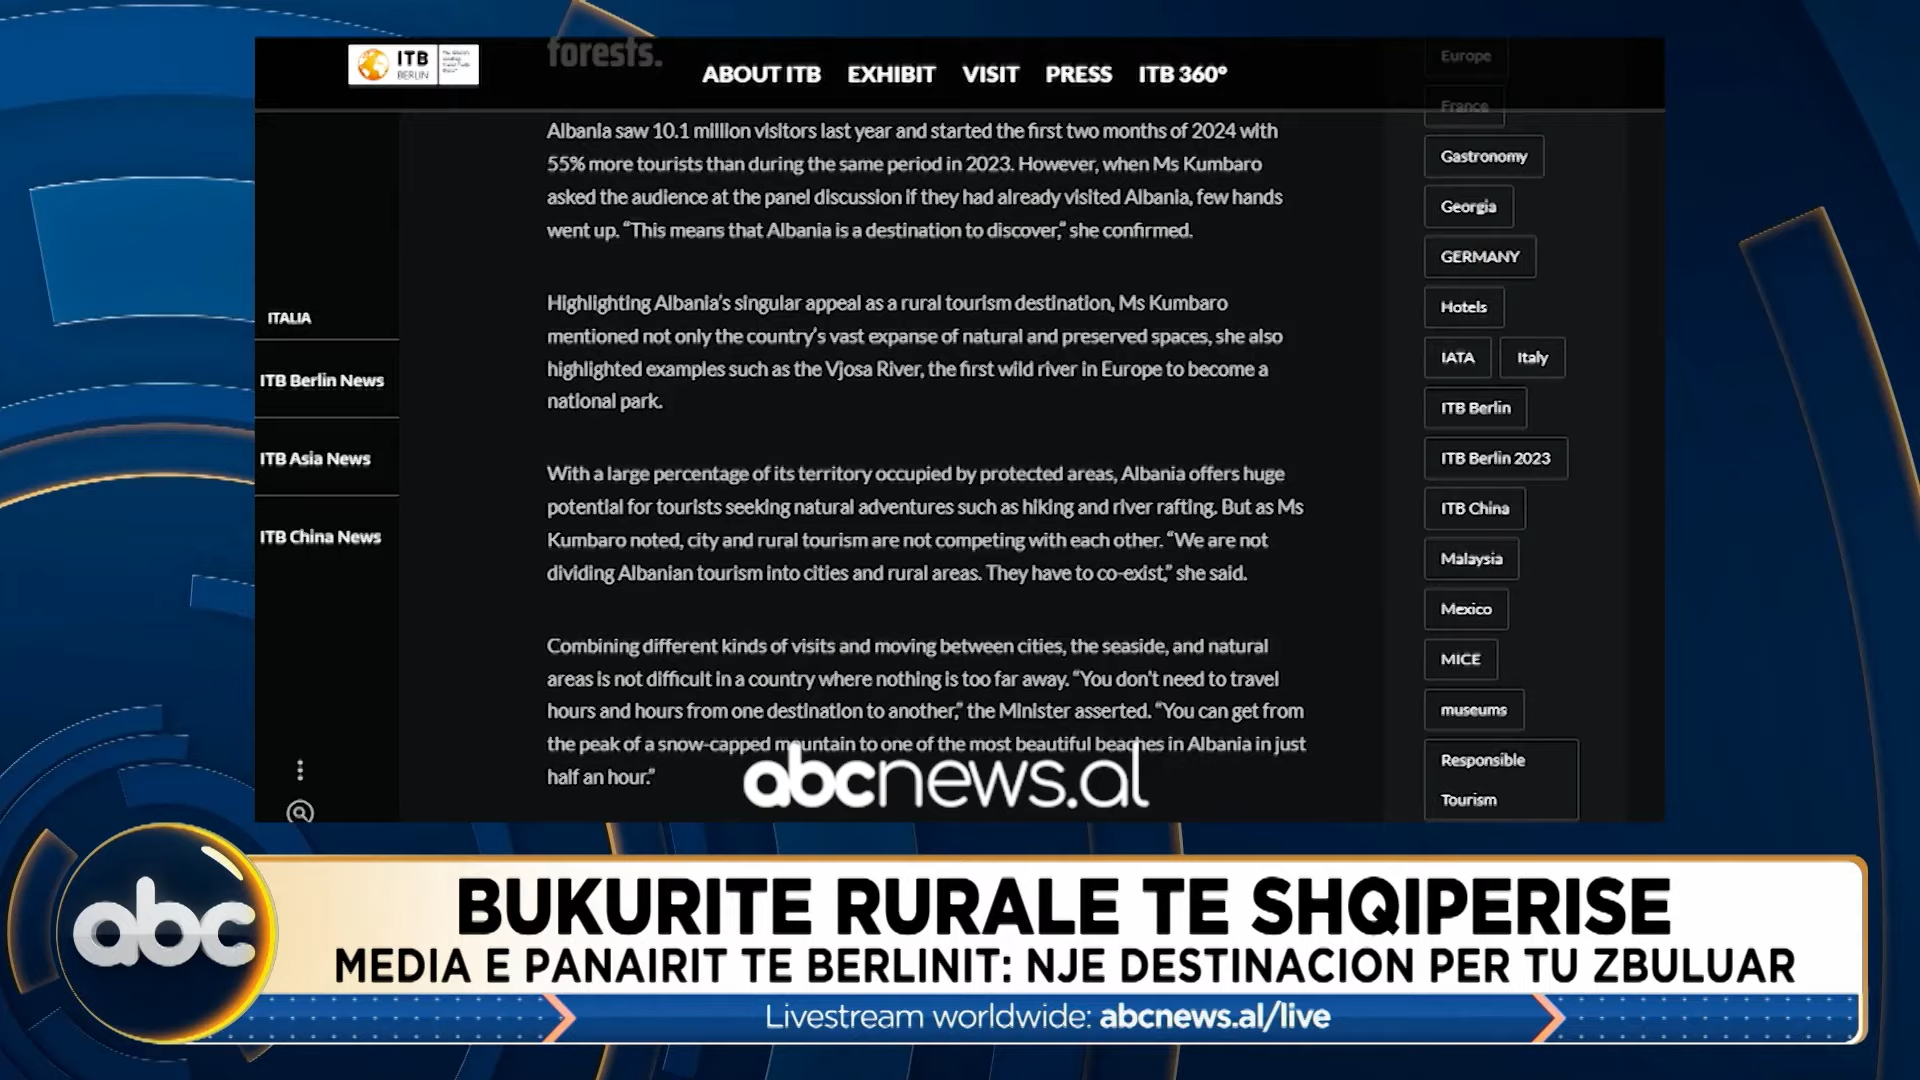 forests.
ITB
BERLIN
ABOUT ITB EXHIBIT VISIT PRESS ITB 360°
ITALIA
ITB Berlin News
ITB Asia News
ITB China News
Albania saw 10.1 million visitors last year and started the first two months of 2024 with
55% more tourists than during the same period in 2023. However, when Ms Kumbaro
asked the audience at the panel discussion if they had already visited Albania, few hands
went up. “This means that Albania is a destination to discover,” she confirmed.
Highlighting Albania’s singular appeal as a rural tourism destination, Ms Kumbaro
mentioned not only the country’s vast expanse of natural and preserved spaces, she also
highlighted examples such as the Vjosa River, the first wild river in Europe to become a
national park.
With a large percentage of its territory occupied by protected areas, Albania offers huge
potential for tourists seeking natural adventures such as hiking and river rafting. But as Ms
Kumbaro noted, city and rural tourism are not competing with each other. “We are not
dividing Albanian tourism into cities and rural areas. They have to co-exist,” she said.
Combining different kinds of visits and moving between cities, the seaside, and natural
areas is not difficult in a country where nothing is too far away. “You don’t need to travel
hours and hours from one destination to another,” the Minister asserted. “You can get from
the peak of a snow-capped mountain to one of the most beautiful beaches in Albania in just
half an hour.”
Europe
France
Gastronomy
Georgia
GERMANY
Hotels
IATA Italy
ITB Berlin
ITB Berlin 2023
ITB China
Malaysia
Mexico
MICE
museums
Responsible
Tourism
abcnews.al
abc
BUKURITE RURALE TE SHQIPERISE
MEDIA E PANAIRIT TE BERLINIT: NJE DESTINACION PER TU ZBULUAR
Livestream worldwide: abcnews.al/live